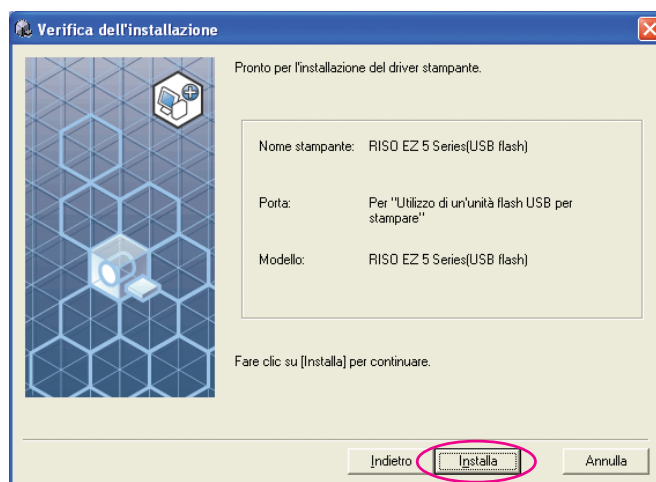 Verifica dell'installazione
Pronto per l'installazione del driver stampante.
Nome stampante: RISO EZ 5 Series(USB flash)
Porta: Per "Utilizzo di un'unità flash USB per
stampare"
Modello: RISO EZ 5 Series(USB flash)
Fare clic su [Installa] per continuare.
Indietro Installa Annulla